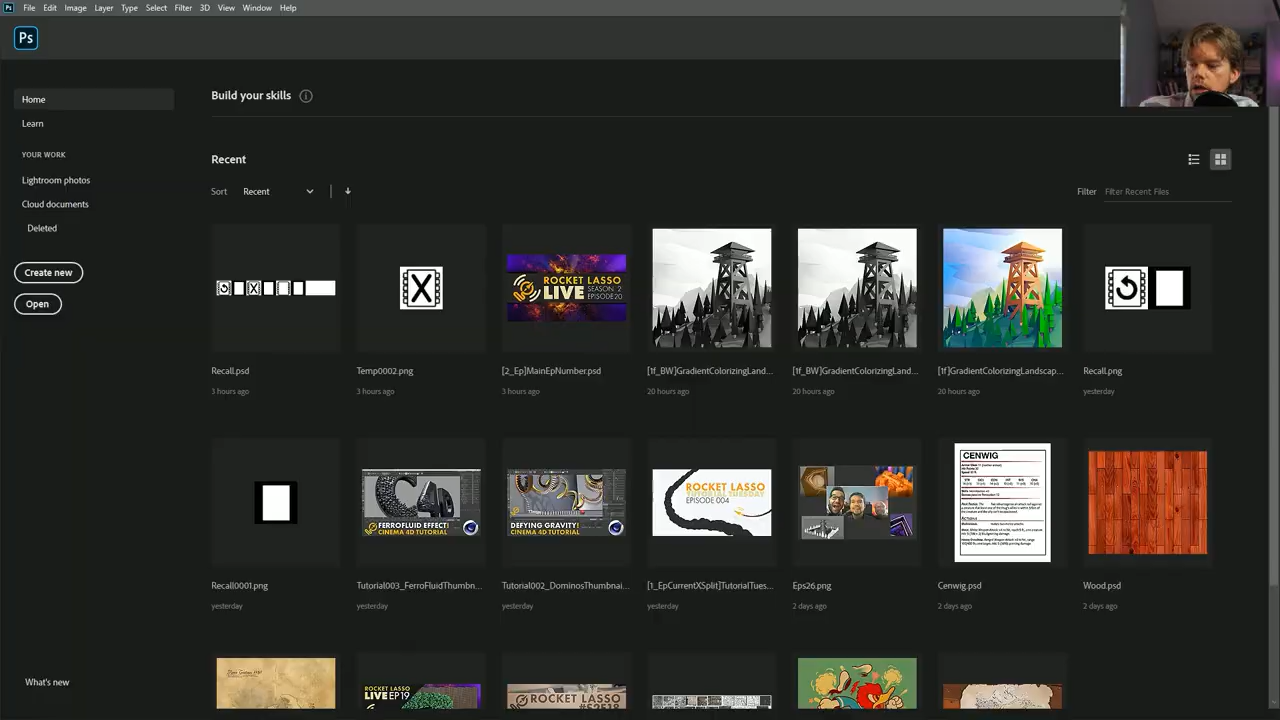 Ps File Edit Image Layer Type Select Filter 3D View Window Help
Ps
Home
Learn
YOUR WORK
Lightroom photos
Cloud documents
Deleted
Create new
Open
What's new
Build your skills
Recent
Sort Recent
Filter Filter Recent Files
X
ROCKET LASSO
LIVE SEASON 2
EPISODE 20
Recall.psd
3 hours ago
Temp0002.png
3 hours ago
[2_Ep]MainEpNumber.psd
3 hours ago
[1f_BW]GradientColorizingLand...
20 hours ago
[1f_BW]GradientColorizingLand...
20 hours ago
[1f]GradientColorizingLandscap...
20 hours ago
Recall.png
yesterday
FERROFLUID EFFECT!
CINEMA 4D TUTORIAL
DEFYING GRAVITY!
CINEMA 4D TUTORIAL
ROCKET LASSO
TUTORIAL TUESDAY
EPISODE 004
CENWIG
Recall0001.png
yesterday
Tutorial003_FerroFluidThumbn...
yesterday
Tutorial002_DominosThumbnai...
yesterday
[1_EpCurrentXSplit]TutorialTues...
yesterday
Eps26.png
2 days ago
Cenwig.psd
2 days ago
Wood.psd
2 days ago
ROCKET LASSO
LIVE EP19
ROCKET LASSO